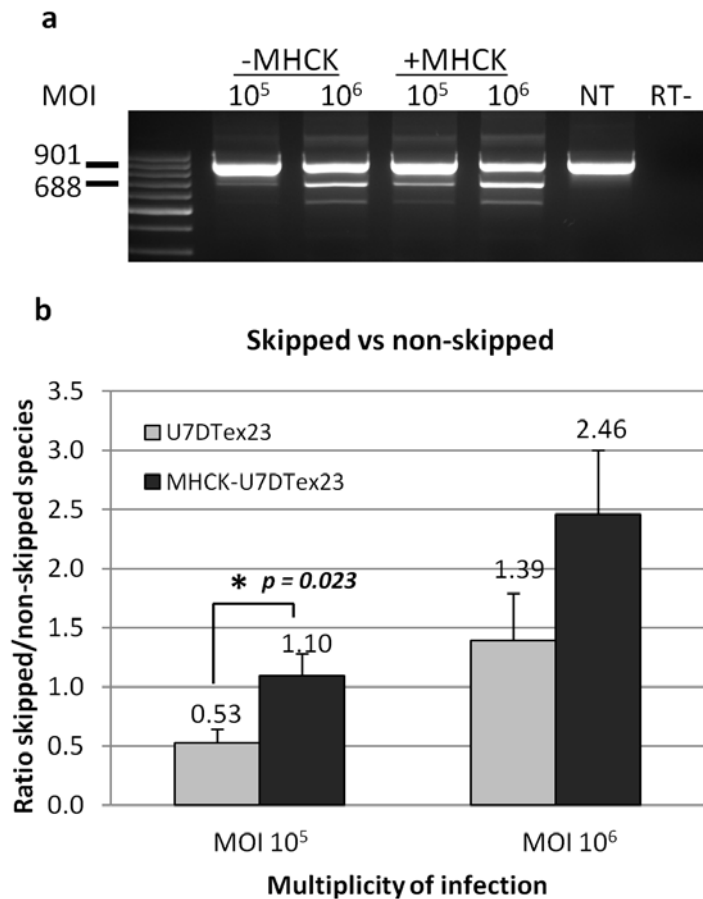 a
-MHCK +MHCK
MOI 10⁵ 10⁶ 10⁵ 10⁶ NT RT-
901
688
b
Skipped vs non-skipped
Ratio skipped/non-skipped species
3.5
3.0
2.5
2.0
1.5
1.0
0.5
0.0
U7DTex23
MHCK-U7DTex23
* p = 0.023
0.53
1.10
1.39
2.46
MOI 10⁵ MOI 10⁶
Multiplicity of infection